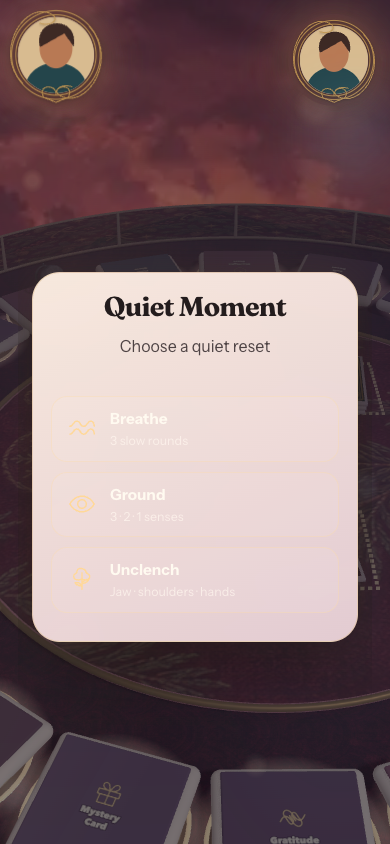 Quiet Moment
Choose a quiet reset
Breathe
3 slow rounds
Ground
3 · 2 · 1 senses
Unclench
Jaw · shoulders · hands
Mystery
Card
Gratitude